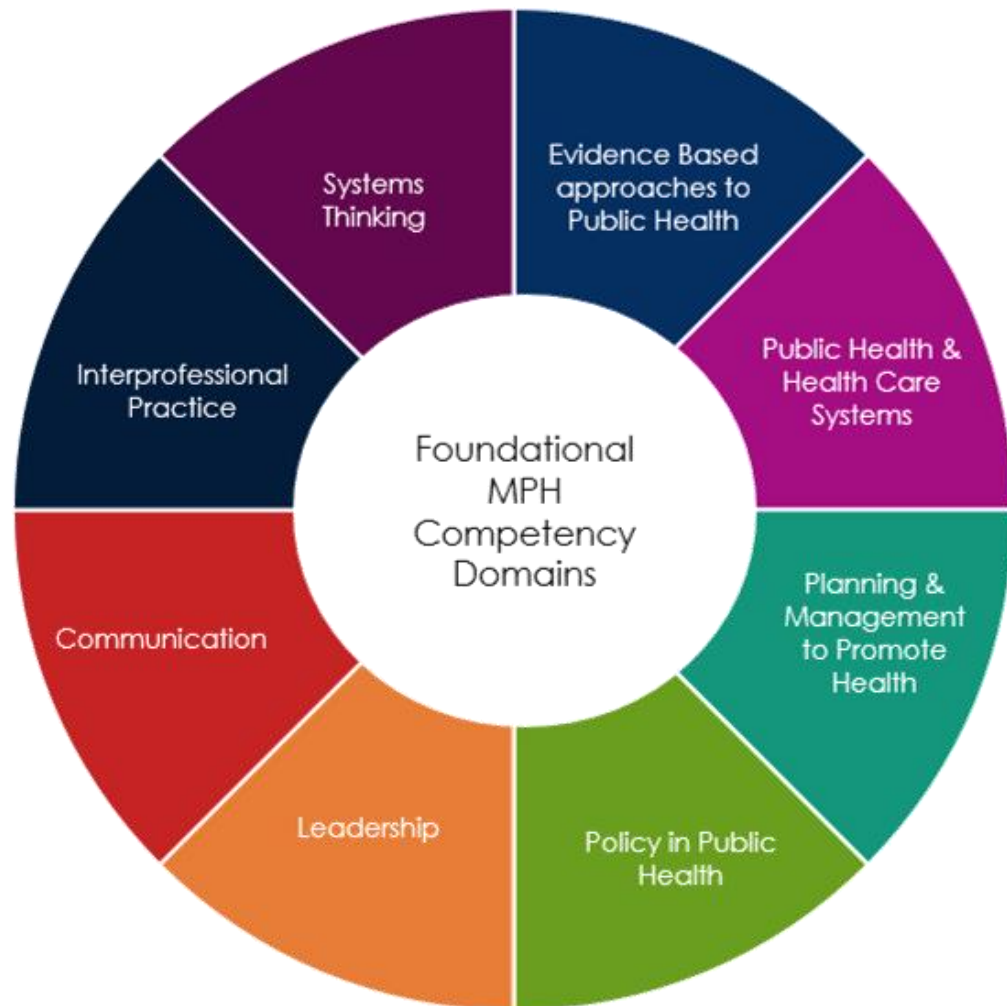 Foundational
MPH
Competency
Domains
Evidence Based
approaches to
Public Health
Public Health &
Health Care
Systems
Planning &
Management
to Promote
Health
Policy in Public
Health
Leadership
Communication
Interprofessional
Practice
Systems
Thinking